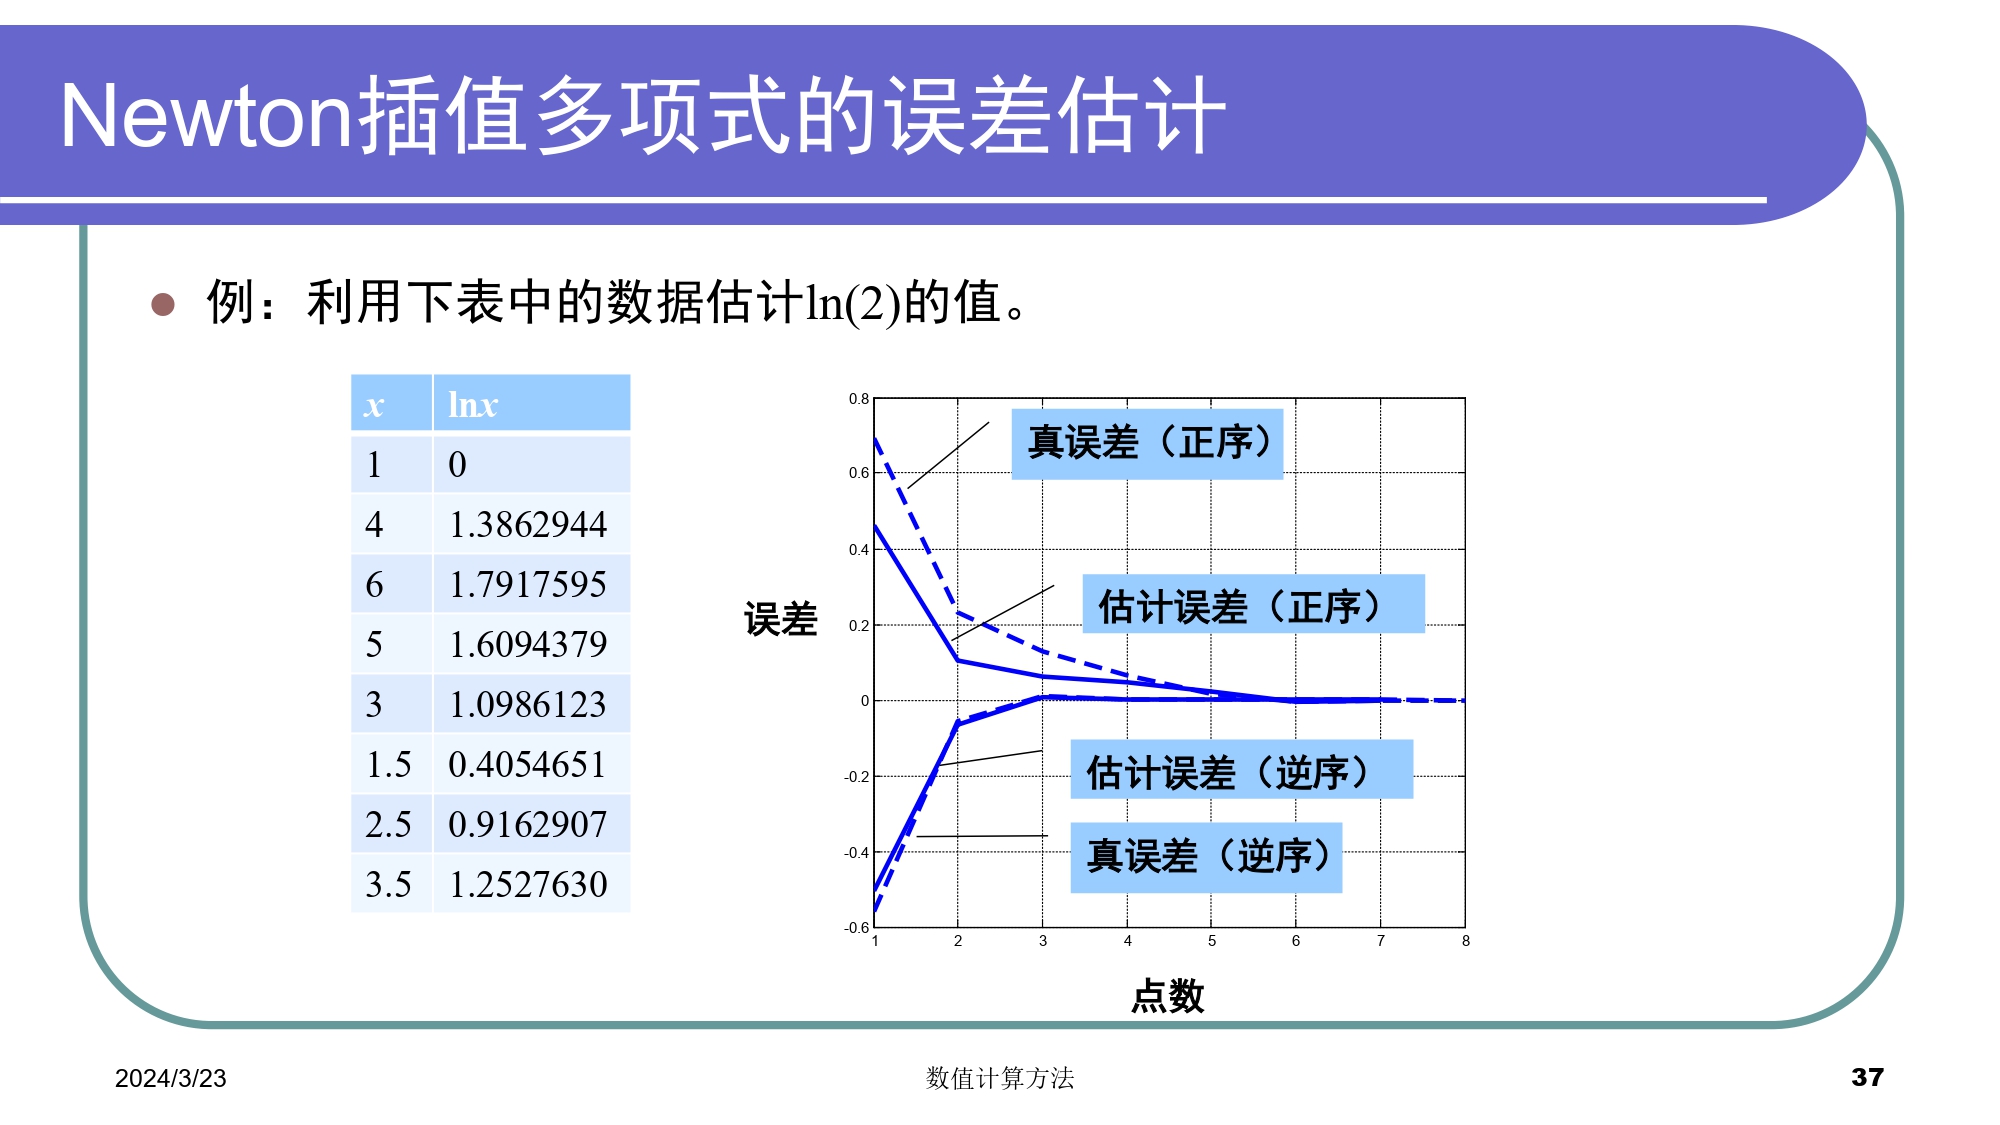 Newton插值多项式的误差估计
例：利用下表中的数据估计ln(2)的值。
x lnx
1 0
4 1.3862944
6 1.7917595
5 1.6094379
3 1.0986123
1.5 0.4054651
2.5 0.9162907
3.5 1.2527630
误差
0.8
0.6
0.4
0.2
0
-0.2
-0.4
-0.6
真误差（正序）
估计误差（正序）
估计误差（逆序）
真误差（逆序）
1 2 3 4 5 6 7 8
点数
2024/3/23 数值计算方法 37